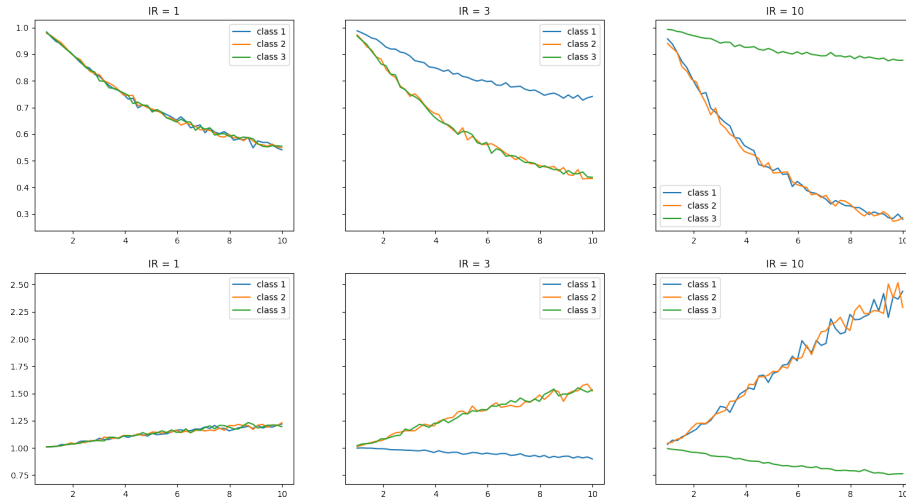 IR = 1
1.0
0.9
0.8
0.7
0.6
0.5
0.4
0.3
2 4 6 8 10
class 1
class 2
class 3
IR = 3
2 4 6 8 10
class 1
class 2
class 3
IR = 10
2 4 6 8 10
class 1
class 2
class 3
IR = 1
2.50
2.25
2.00
1.75
1.50
1.25
1.00
0.75
2 4 6 8 10
class 1
class 2
class 3
IR = 3
2 4 6 8 10
class 1
class 2
class 3
IR = 10
2 4 6 8 10
class 1
class 2
class 3